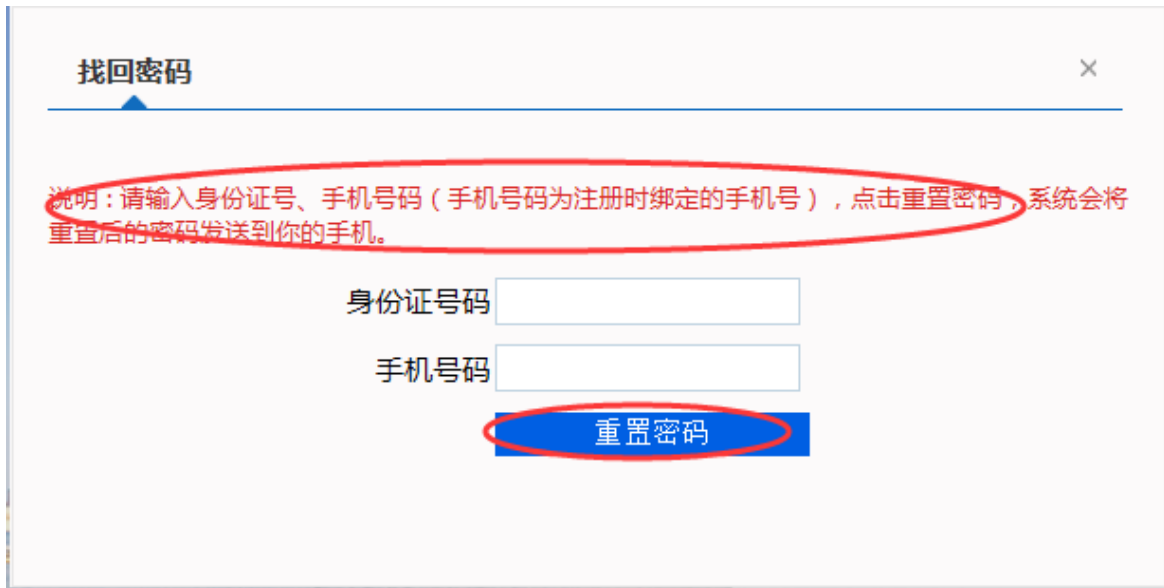 找回密码 ×
说明：请输入身份证号、手机号码（手机号码为注册时绑定的手机号），点击重置密码，系统会将
重置后的密码发送到你的手机。
身份证号码
手机号码
重置密码